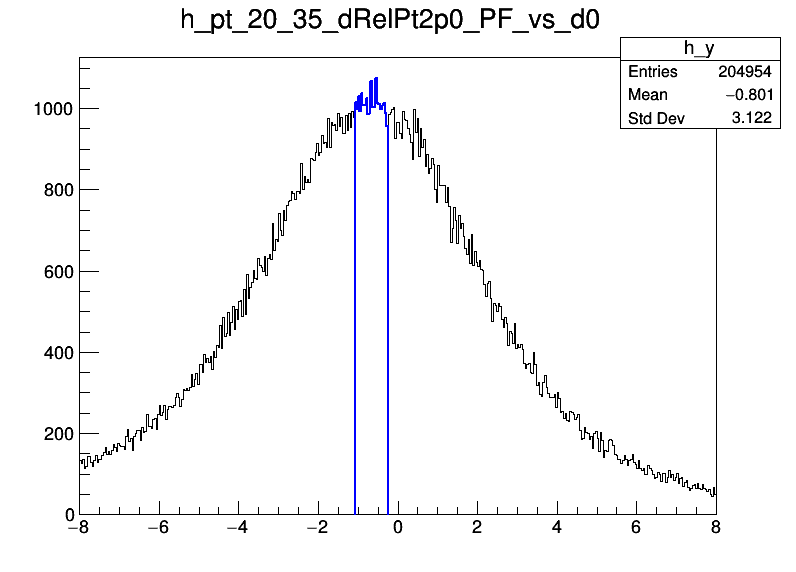 h_pt_20_35_dRelPt2p0_PF_vs_d0
h_y
Entries 204954
Mean −0.801
Std Dev 3.122
1000
800
600
400
200
0
−8 −6 −4 −2 0 2 4 6 8